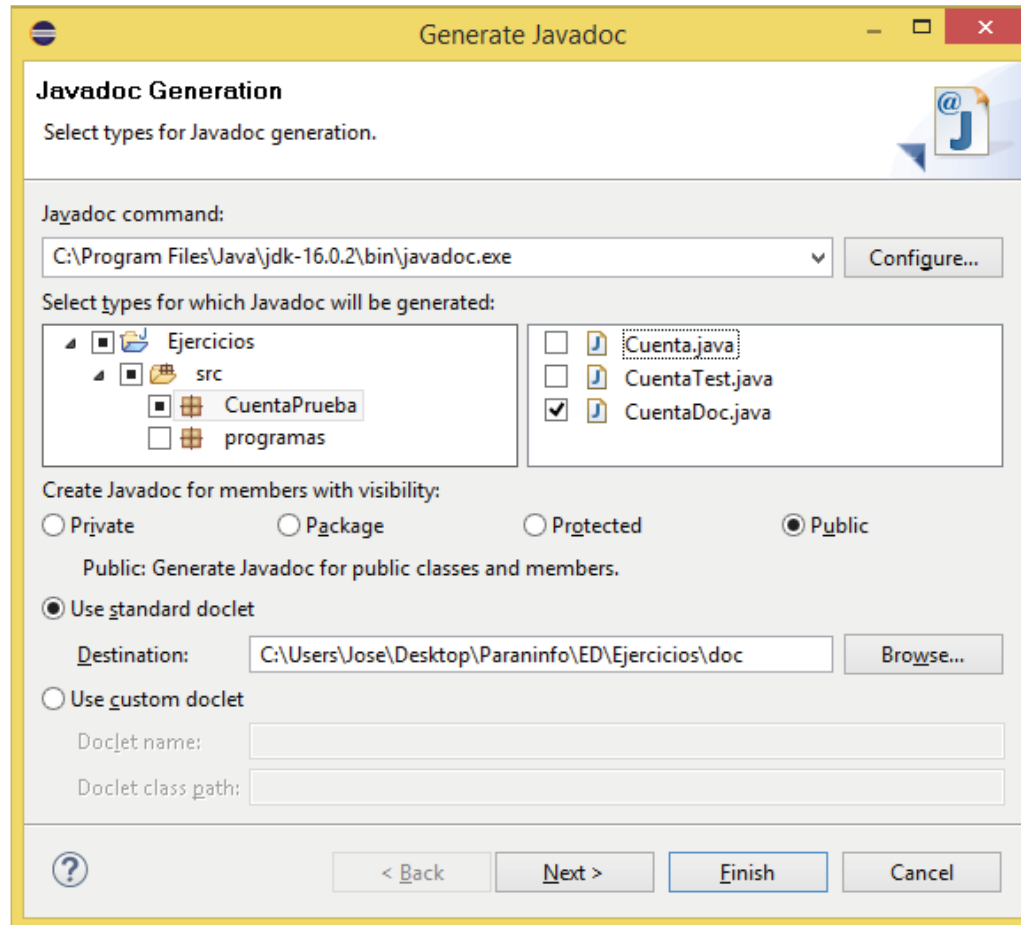 Generate Javadoc
Javadoc Generation
Select types for Javadoc generation.
Javadoc command:
C:\Program Files\Java\jdk-16.0.2\bin\javadoc.exe
Configure...
Select types for which Javadoc will be generated:
Ejercicios
src
CuentaPrueba
programas
Cuenta.java
CuentaTest.java
CuentaDoc.java
Create Javadoc for members with visibility:
Private Package Protected Public
Public: Generate Javadoc for public classes and members.
Use standard doclet
Destination: C:\Users\Jose\Desktop\Paraninfo\ED\Ejercicios\doc Browse...
Use custom doclet
Doclet name:
Doclet class path:
? < Back Next > Finish Cancel